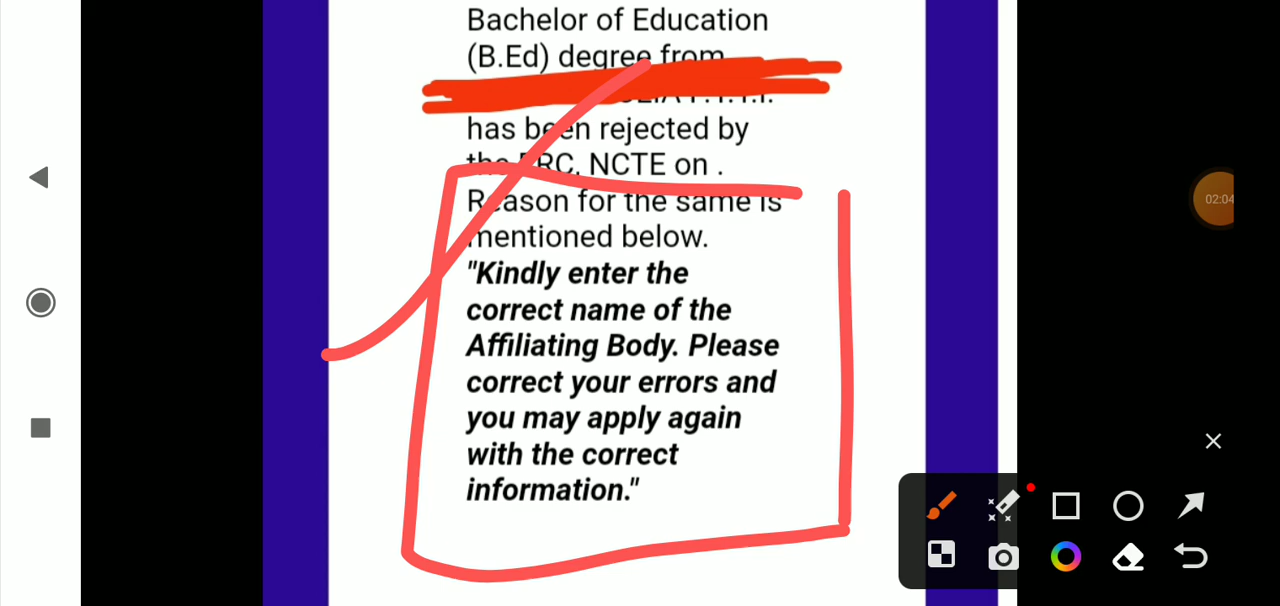 Bachelor of Education
(B.Ed) degree from
has been rejected by
the ERC, NCTE on .
Reason for the same is
mentioned below.
"Kindly enter the
correct name of the
Affiliating Body. Please
correct your errors and
you may apply again
with the correct
information."
02:04